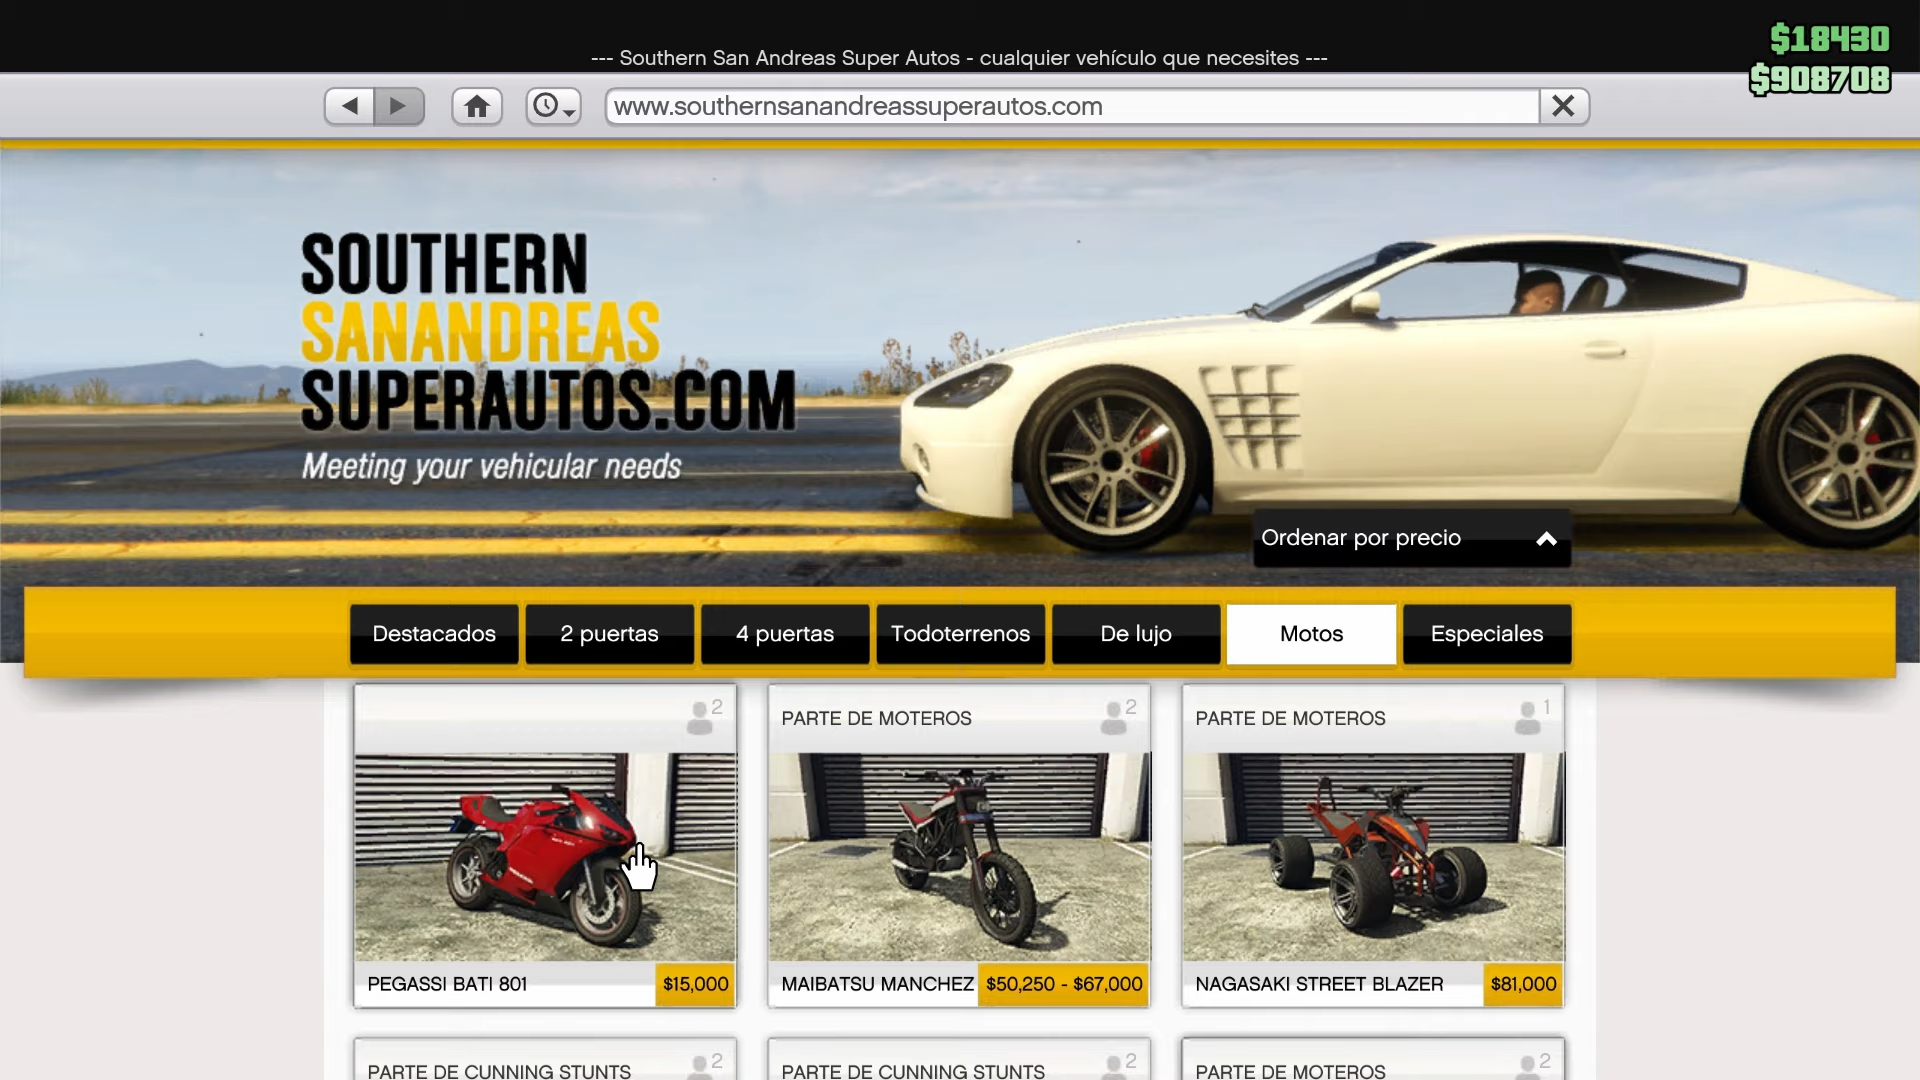 --- Southern San Andreas Super Autos - cualquier vehículo que necesites ---
$18430
$908708
www.southernsanandreassuperautos.com
SOUTHERN
SANANDREAS
SUPERAUTOS.COM
Meeting your vehicular needs
Ordenar por precio
Destacados
2 puertas
4 puertas
Todoterrenos
De lujo
Motos
Especiales
2
PARTE DE MOTEROS
2
PARTE DE MOTEROS
1
PEGASSI BATI 801
$15,000
MAIBATSU MANCHEZ
$50,250 - $67,000
NAGASAKI STREET BLAZER
$81,000
PARTE DE CUNNING STUNTS
2
PARTE DE CUNNING STUNTS
2
PARTE DE MOTEROS
2